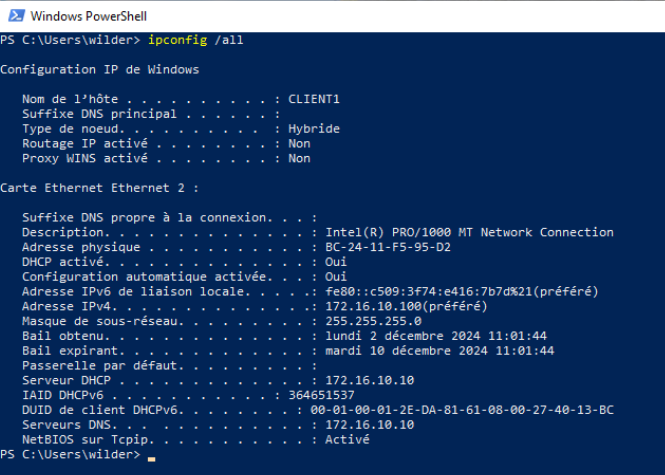 Windows PowerShell
PS C:\Users\wilder> ipconfig /all
Configuration IP de Windows
Nom de l'hôte . . . . . . . . . . : CLIENT1
Suffixe DNS principal . . . . . . :
Type de noeud. . . . . . . . . . : Hybride
Routage IP activé . . . . . . . . : Non
Proxy WINS activé . . . . . . . . : Non
Carte Ethernet Ethernet 2 :
Suffixe DNS propre à la connexion. . . :
Description. . . . . . . . . . . . . . : Intel(R) PRO/1000 MT Network Connection
Adresse physique . . . . . . . . . . . : BC-24-11-F5-95-D2
DHCP activé. . . . . . . . . . . . . . : Oui
Configuration automatique activée. . . : Oui
Adresse IPv6 de liaison locale. . . . .: fe80::c509:3f74:e416:7b7d%21(préféré)
Adresse IPv4. . . . . . . . . . . . . .: 172.16.10.100(préféré)
Masque de sous-réseau. . . . . . . . . : 255.255.255.0
Bail obtenu. . . . . . . . . . . . . . : lundi 2 décembre 2024 11:01:44
Bail expirant. . . . . . . . . . . . . : mardi 10 décembre 2024 11:01:44
Passerelle par défaut. . . . . . . . . :
Serveur DHCP . . . . . . . . . . . . . : 172.16.10.10
IAID DHCPv6 . . . . . . . . . . . : 364651537
DUID de client DHCPv6. . . . . . . . : 00-01-00-01-2E-DA-81-61-08-00-27-40-13-BC
Serveurs DNS. . . . . . . . . . . . . : 172.16.10.10
NetBIOS sur Tcpip. . . . . . . . . . . : Activé
PS C:\Users\wilder>